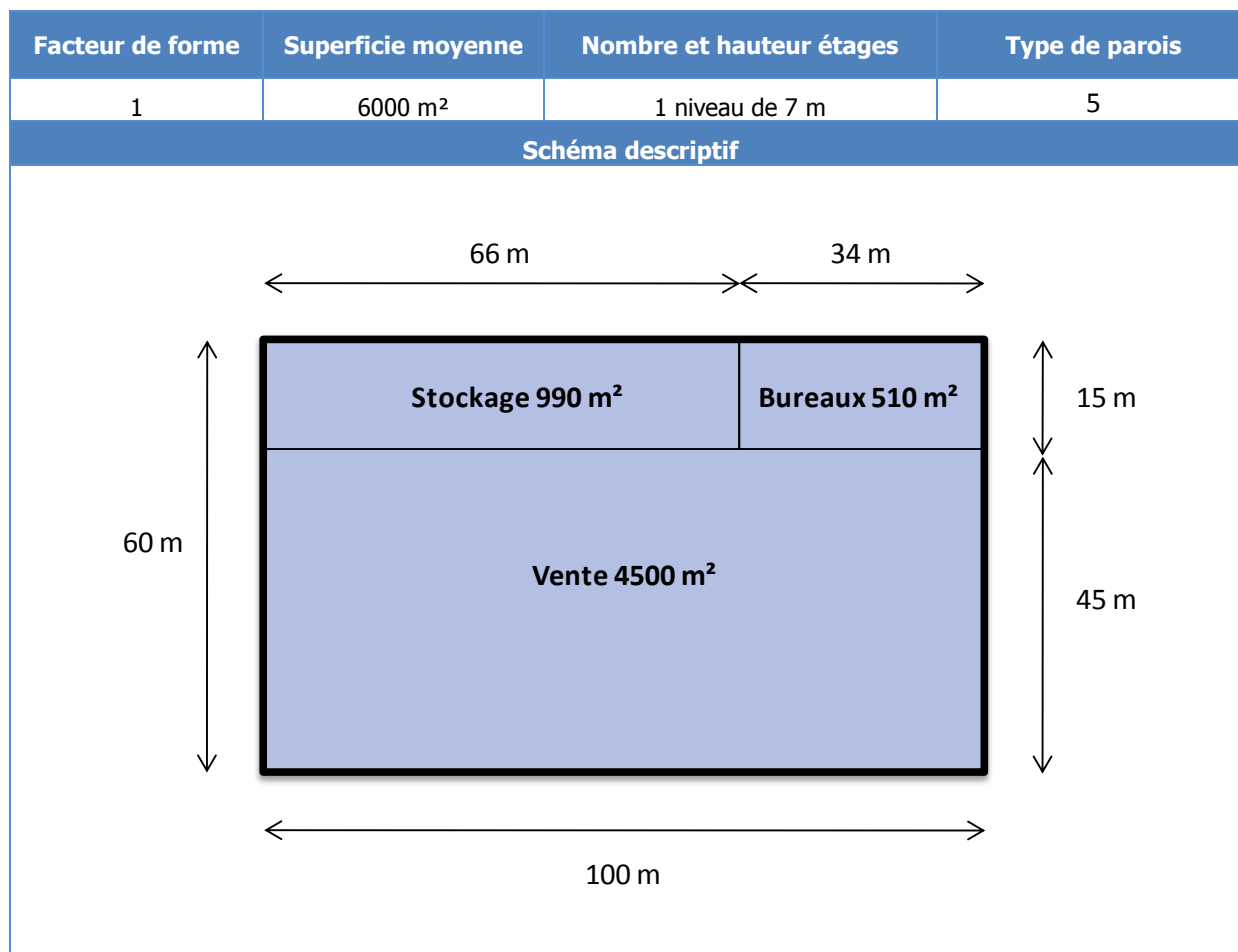 Facteur de forme Superficie moyenne Nombre et hauteur étages Type de parois
1 6000 m² 1 niveau de 7 m 5
Schéma descriptif
66 m 34 m
Stockage 990 m² Bureaux 510 m² 15 m
60 m
Vente 4500 m²
45 m
100 m